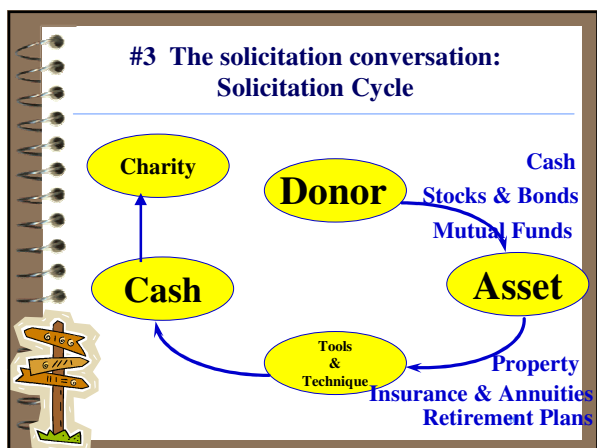 #3  The solicitation conversation:
Solicitation Cycle
Charity
Donor
Cash
Stocks & Bonds
Mutual Funds
Cash
Asset
Tools
&
Technique
Property
Insurance & Annuities
Retirement Plans